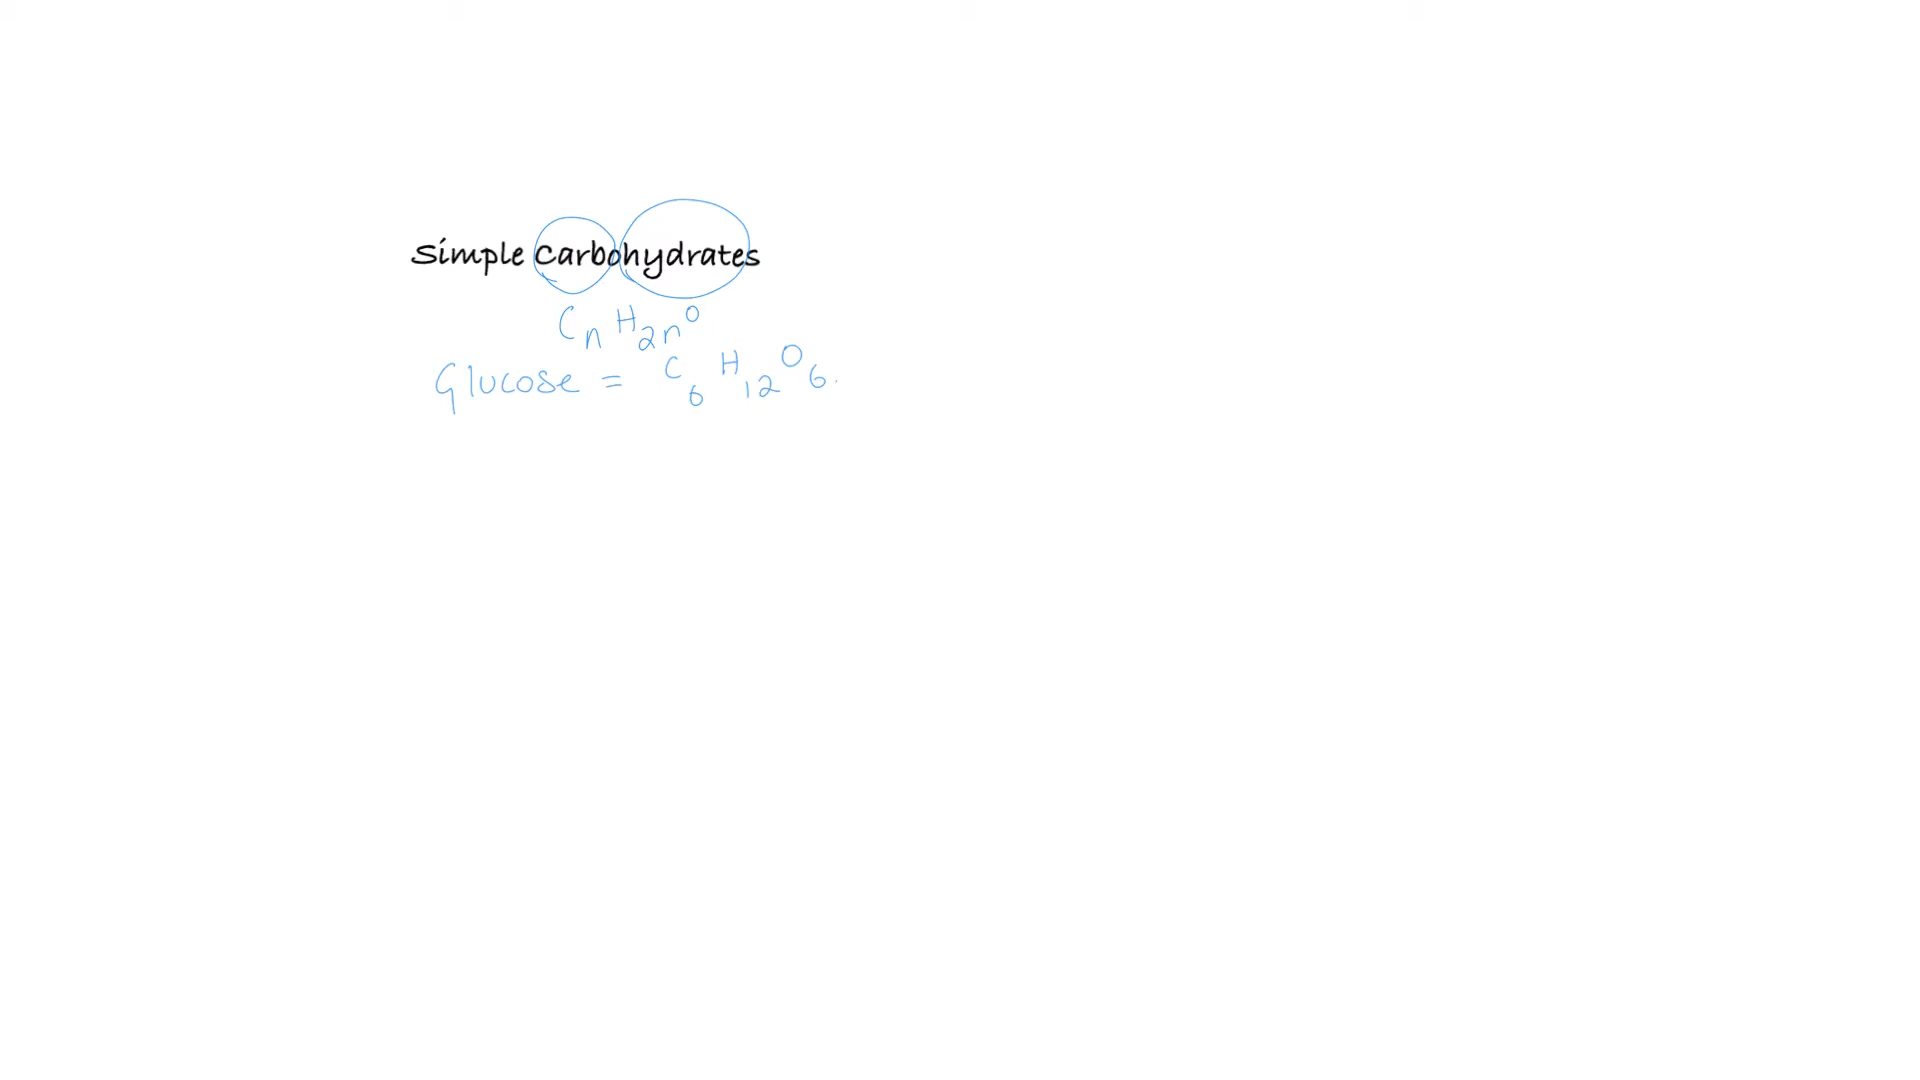 Simple Carbohydrates
CnH2nO
Glucose = C6H12O6.